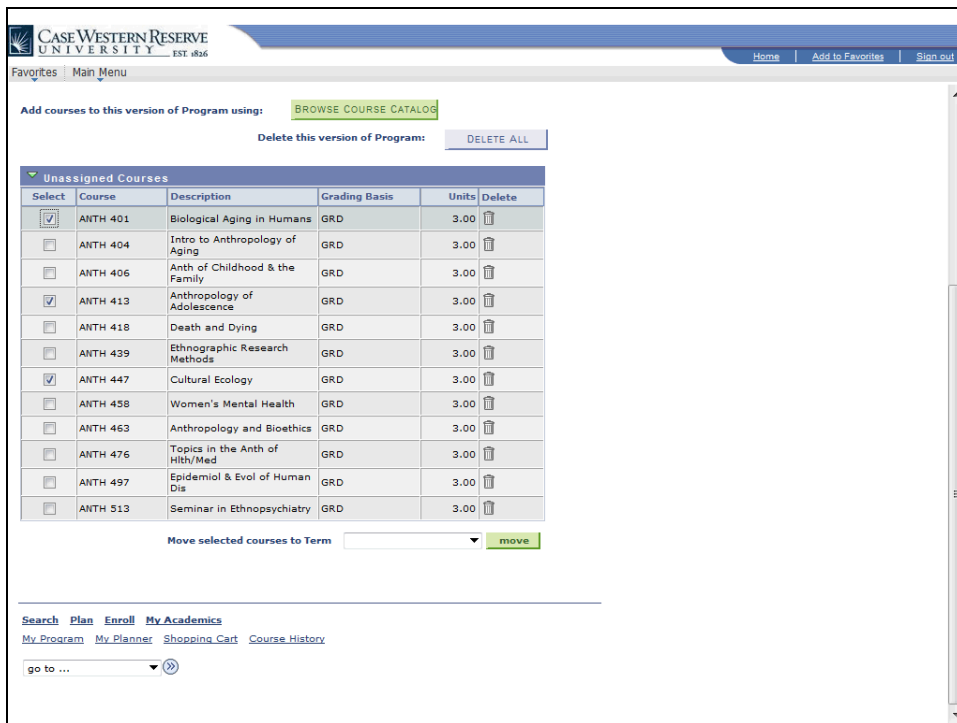 CASE WESTERN RESERVE
UNIVERSITY EST. 1826
Home | Add to Favorites | Sign out
Favorites Main Menu
Add courses to this version of Program using: BROWSE COURSE CATALOG
Delete this version of Program: DELETE ALL
Unassigned Courses
Select Course Description Grading Basis Units Delete
ANTH 401 Biological Aging in Humans GRD 3.00
ANTH 404 Intro to Anthropology of Aging GRD 3.00
ANTH 406 Anth of Childhood & the Family GRD 3.00
ANTH 413 Anthropology of Adolescence GRD 3.00
ANTH 418 Death and Dying GRD 3.00
ANTH 439 Ethnographic Research Methods GRD 3.00
ANTH 447 Cultural Ecology GRD 3.00
ANTH 458 Women's Mental Health GRD 3.00
ANTH 463 Anthropology and Bioethics GRD 3.00
ANTH 476 Topics in the Anth of Hlth/Med GRD 3.00
ANTH 497 Epidemiol & Evol of Human Dis GRD 3.00
ANTH 513 Seminar in Ethnopsychiatry GRD 3.00
Move selected courses to Term move
Search Plan Enroll My Academics
My Program My Planner Shopping Cart Course History
go to ...